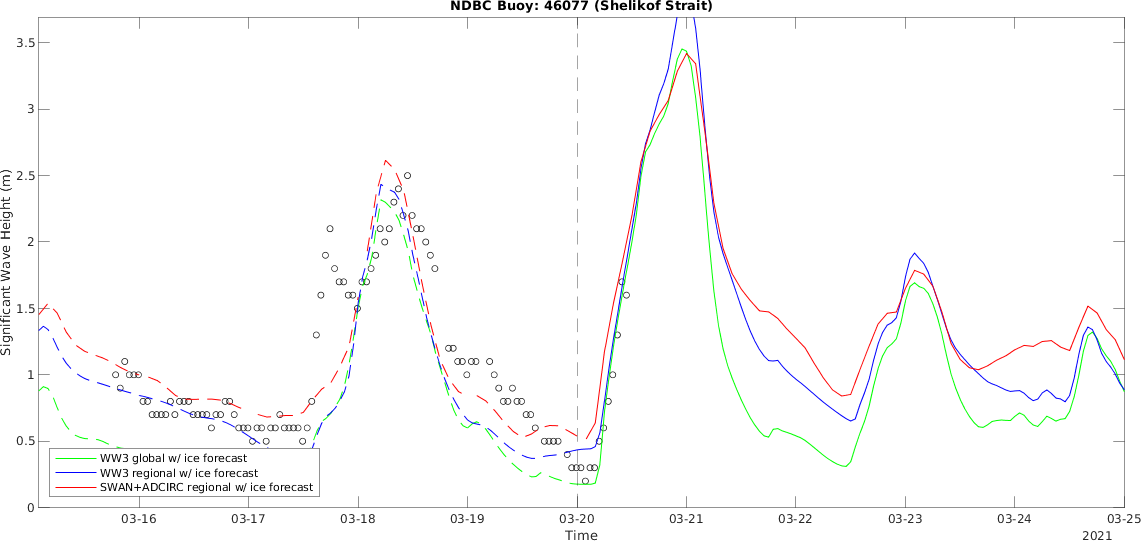 NDBC Buoy: 46077 (Shelikof Strait)
Significant Wave Height (m)
3.5
3
2.5
2
1.5
1
0.5
0
WW3 global w/ ice forecast
WW3 regional w/ ice forecast
SWAN+ADCIRC regional w/ ice forecast
03-16 03-17 03-18 03-19 03-20 03-21 03-22 03-23 03-24 03-25
Time 2021